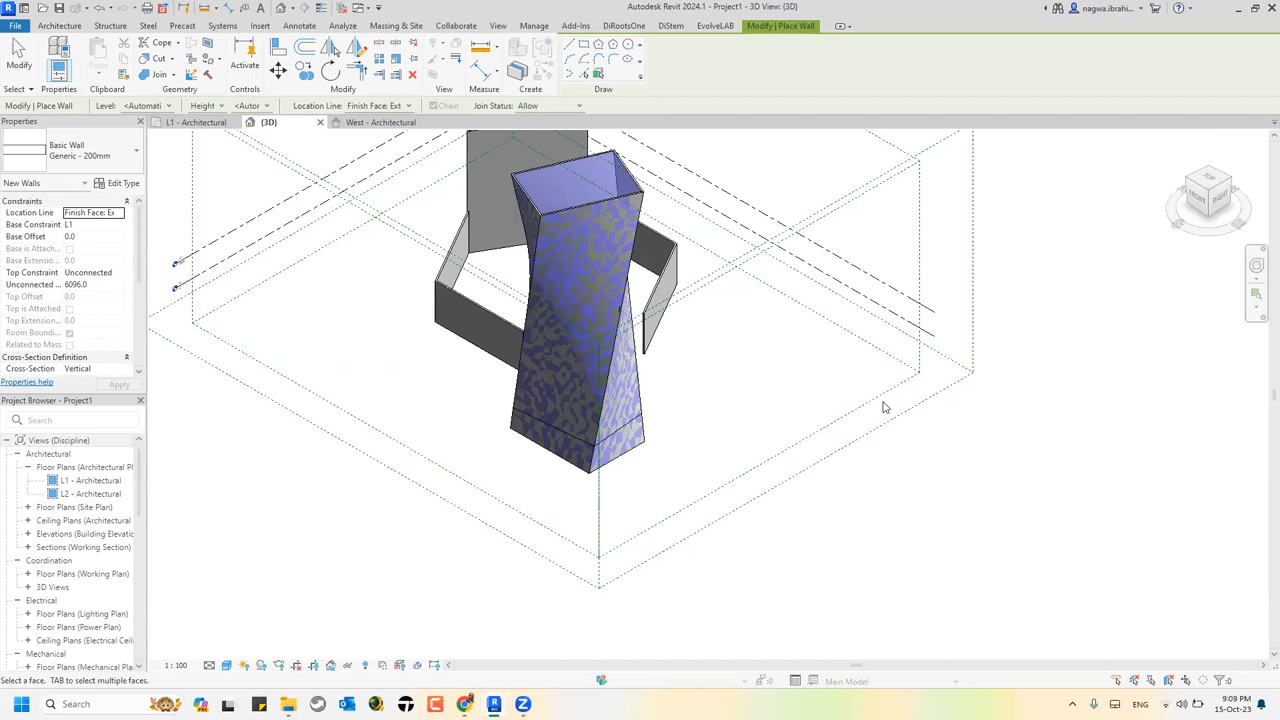 Autodesk Revit 2024.1 - Project1 - 3D View: {3D}
nagwa.ibrahi...
File Architecture Structure Steel Precast Systems Insert Annotate Analyze Massing & Site Collaborate View Manage Add-Ins DiRootsOne DiStem EvolveLAB Modify | Place Wall
Modify Paste Cope Cut Join Activate
Select Properties Clipboard Geometry Controls Modify View Measure Create Draw
Modify | Place Wall Level: <Automati Height <Autor Location Line: Finish Face: Ext Chain Join Status: Allow
Properties L1 - Architectural {3D} West - Architectural
Basic Wall
Generic - 200mm
New Walls Edit Type
Constraints
Location Line Finish Face: Ex
Base Constraint L1
Base Offset 0.0
Base is Attach...
Base Extensio... 0.0
Top Constraint Unconnected
Unconnected ... 6096.0
Top Offset 0.0
Top is Attached
Top Extension... 0.0
Room Boundi...
Related to Mass
Cross-Section Definition
Cross-Section Vertical
Properties help Apply
Project Browser - Project1
Search
Views (Discipline)
Architectural
Floor Plans (Architectural Pl
L1 - Architectural
L2 - Architectural
Floor Plans (Site Plan)
Ceiling Plans (Architectural
Elevations (Building Elevatio
Sections (Working Section)
Coordination
Floor Plans (Working Plan)
3D Views
Electrical
Floor Plans (Lighting Plan)
Floor Plans (Power Plan)
Ceiling Plans (Electrical Ceil
Mechanical
Floor Plans (Mechanical Plan
TOP
FRONT
RIGHT
1 : 100
Select a face. TAB to select multiple faces.
:0 Main Model :0
Search
ENG
5:09 PM
15-Oct-23